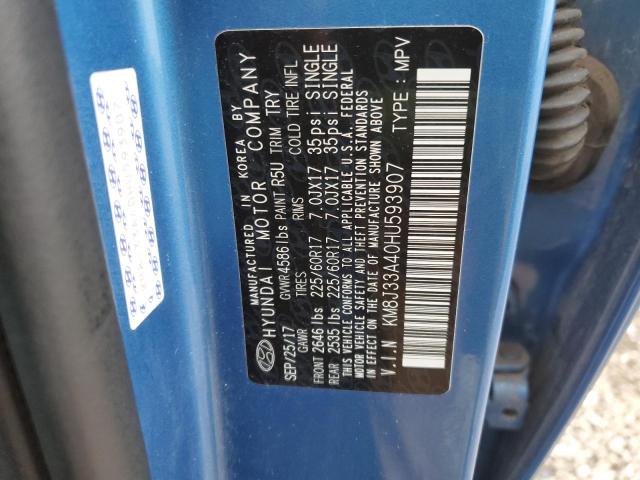 MANUFACTURED IN KOREA BY
HYUNDAI MOTOR COMPANY
SEP/25/17 GVWR 4586 lbs PAINT R5U TRIM TRY
GAWR TIRES RIMS COLD TIRE INFL
FRONT 2646 lbs 225/60R17 7.0JX17 35psi SINGLE
REAR 2535 lbs 225/60R17 7.0JX17 35psi SINGLE
THIS VEHICLE CONFORMS TO ALL APPLICABLE U.S.A. FEDERAL
MOTOR VEHICLE SAFETY AND THEFT PREVENTION STANDARDS
IN EFFECT ON THE DATE OF MANUFACTURE SHOWN ABOVE.
V.I.N KM8J33A40HU593907 TYPE : MPV